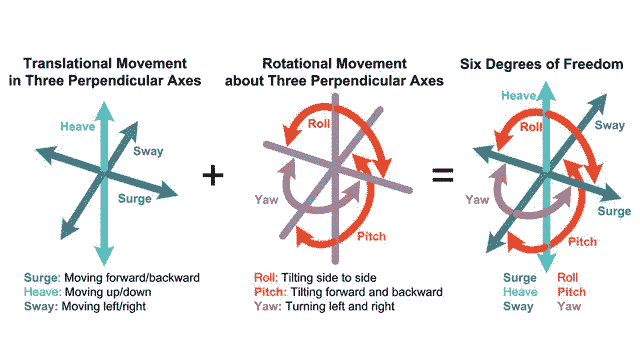 Translational Movement
in Three Perpendicular Axes
Heave
Sway
Surge
Surge: Moving forward/backward
Heave: Moving up/down
Sway: Moving left/right
+
Rotational Movement
about Three Perpendicular Axes
Roll
Yaw
Pitch
Roll: Tilting side to side
Pitch: Tilting forward and backward
Yaw: Turning left and right
=
Six Degrees of Freedom
Heave
Sway
Roll
Yaw
Surge
Pitch
Surge Roll
Heave Pitch
Sway Yaw